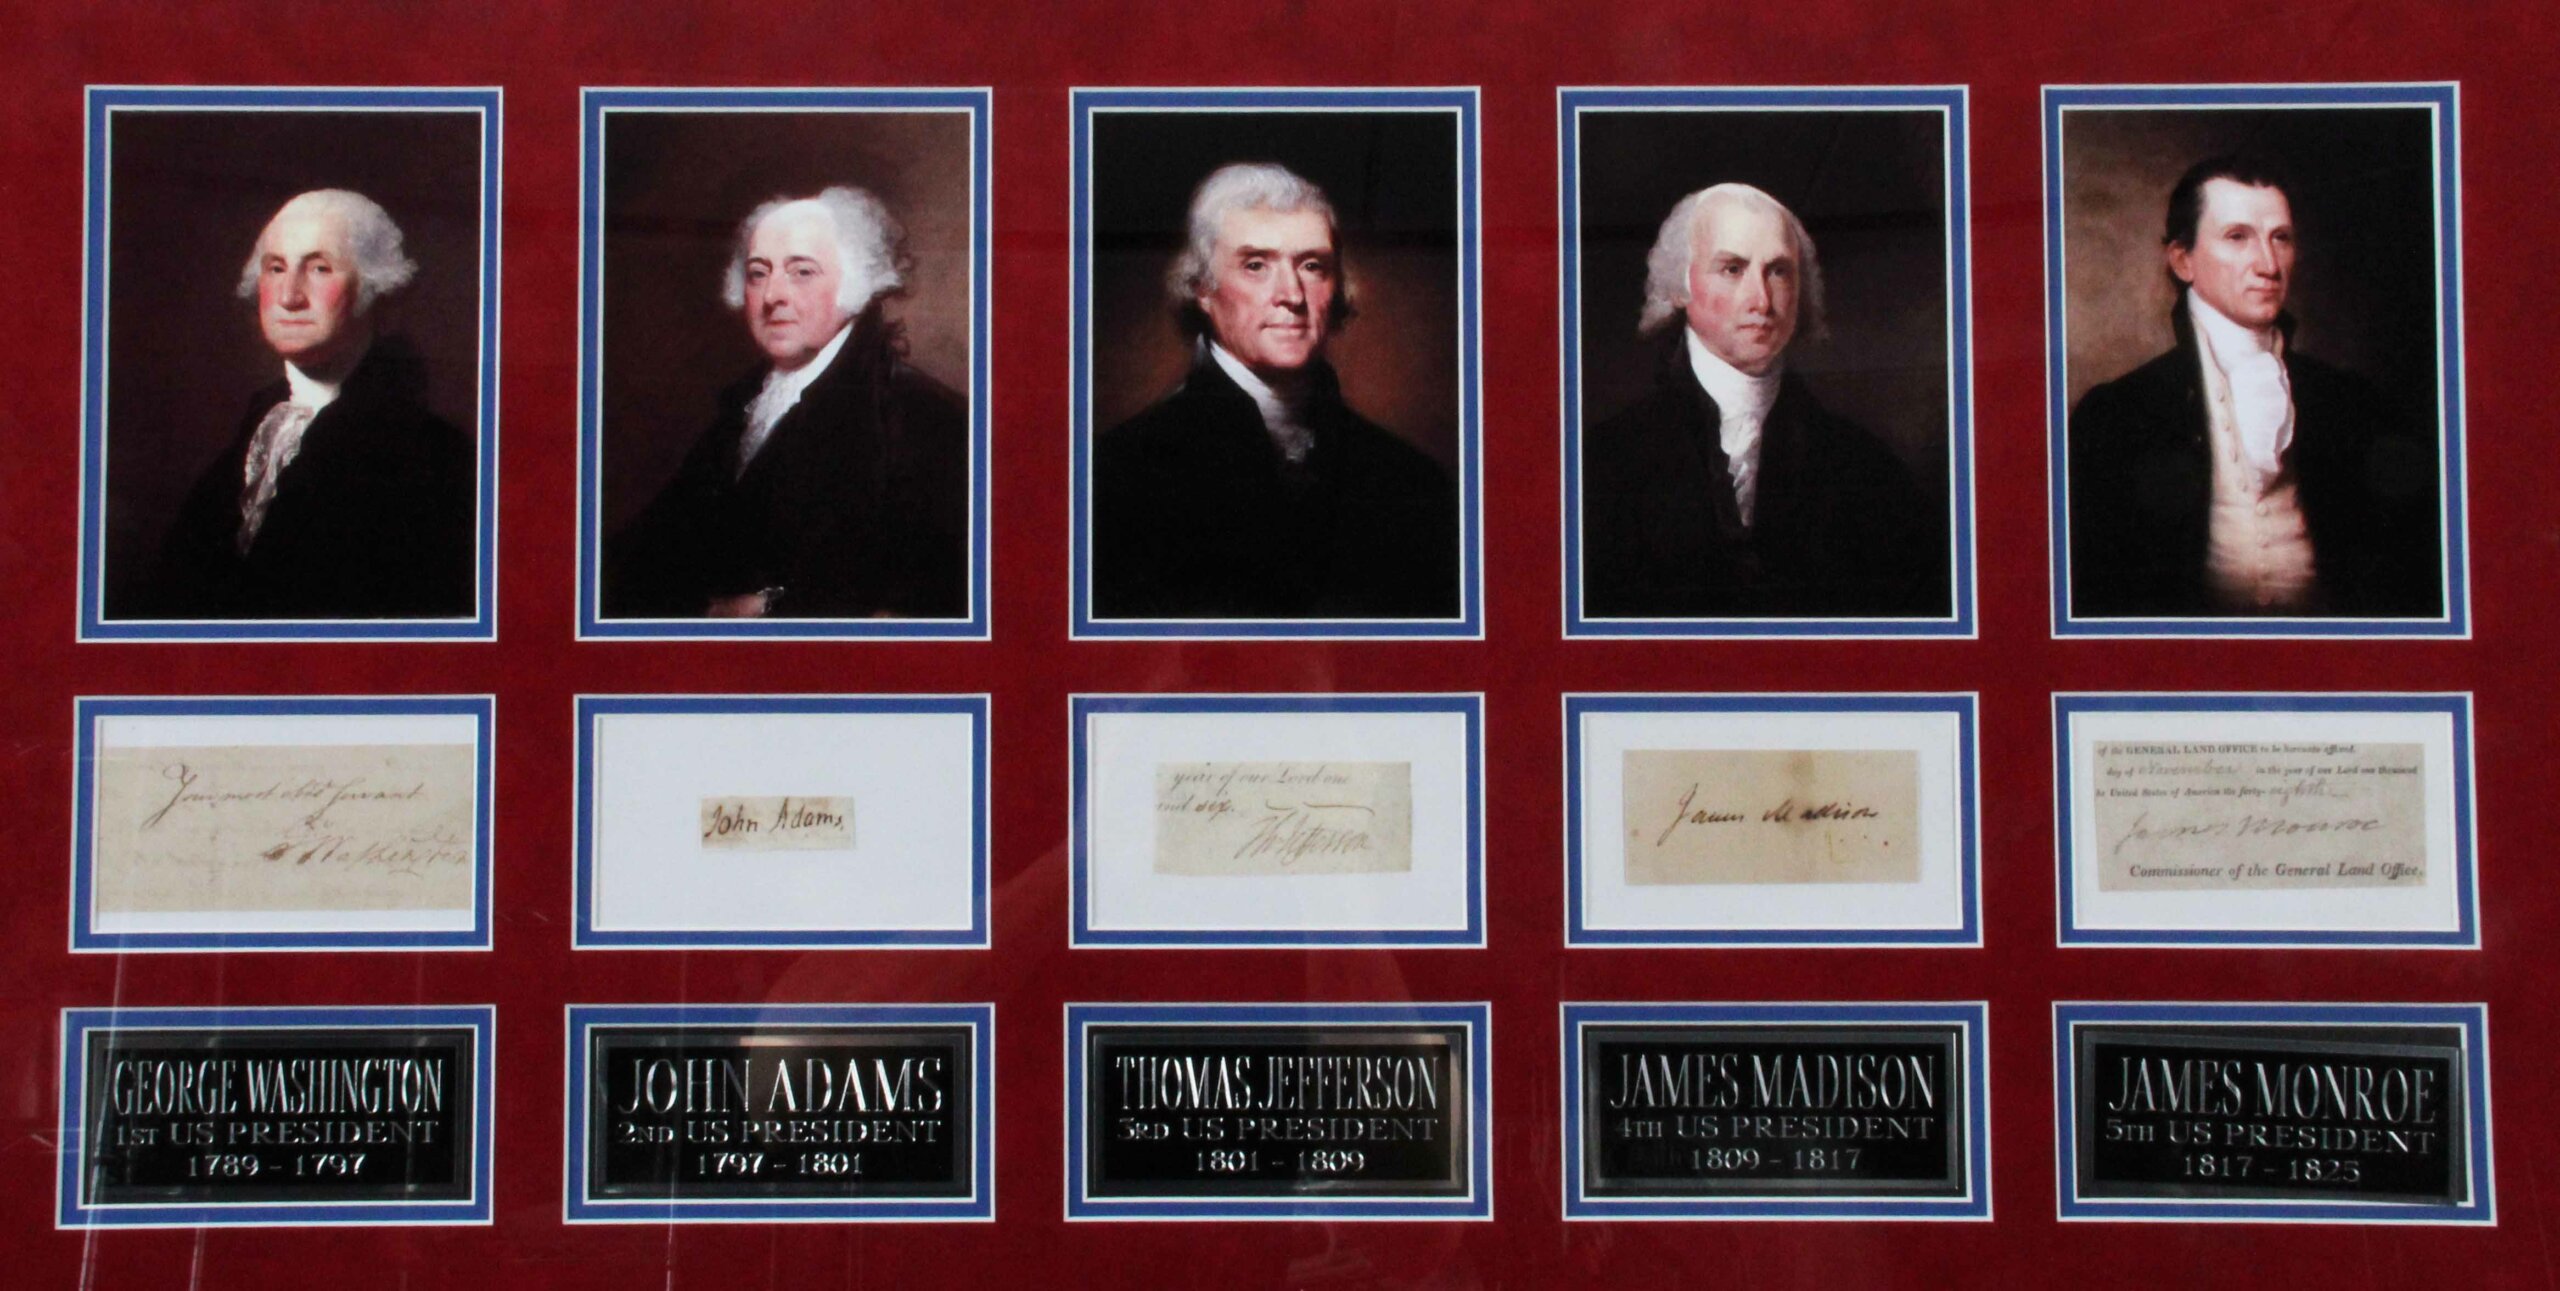 Your most obed Servant
Go Washington
John Adams,
year of our Lord one
and six.
Th Jefferson
James Madison
of the GENERAL LAND OFFICE to be hereunto affixed.
day of November in the year of our Lord one thousand
he United States of America the forty-eighth
James Monroe
Commissioner of the General Land Office.
GEORGE WASHINGTON
1ST US PRESIDENT
1789 - 1797
JOHN ADAMS
2ND US PRESIDENT
1797 - 1801
THOMAS JEFFERSON
3RD US PRESIDENT
1801 - 1809
JAMES MADISON
4TH US PRESIDENT
1809 - 1817
JAMES MONROE
5TH US PRESIDENT
1817 - 1825